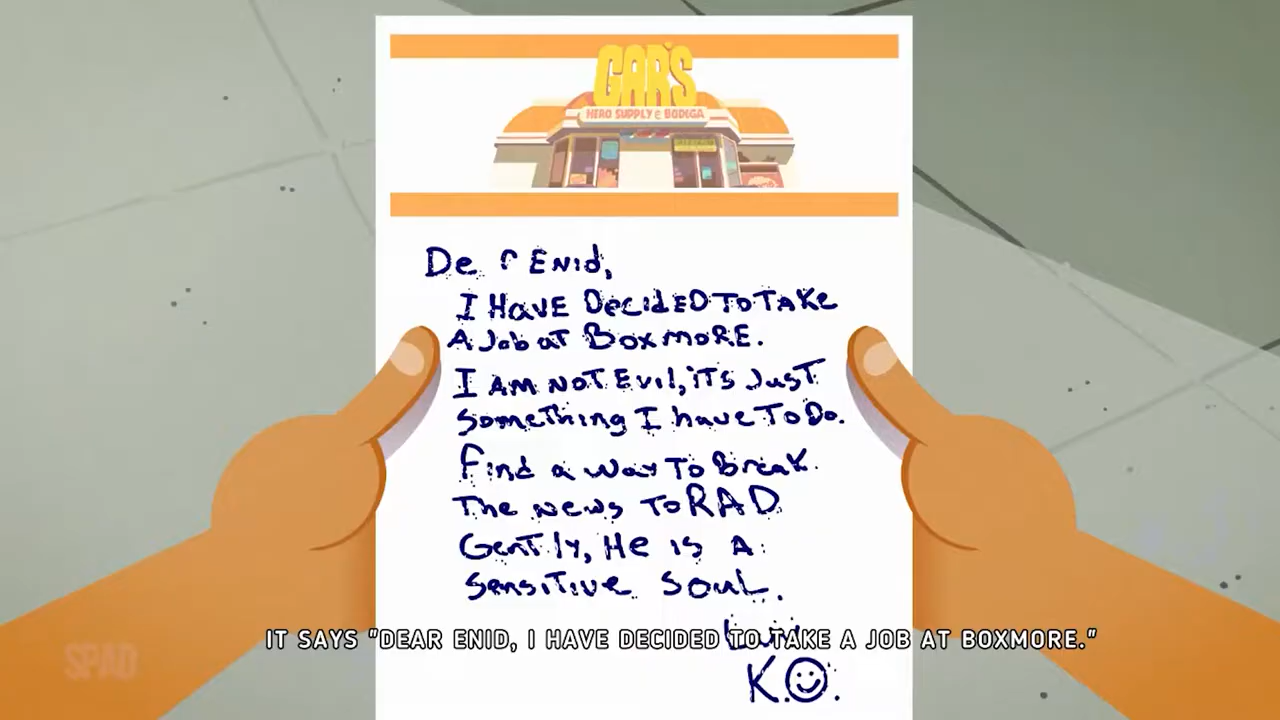 GAR'S
HERO SUPPLY & BODEGA
De r Enid,
I HavE DecidED To TaKe
A Job at BoxmoRE.
I AM NOT Evil, iTs JusT
Something I have To Do.
Find a way To Break
The News To RAD
GenTly, He is A
SensiTive Soul.
Luv
K.O.
IT SAYS "DEAR ENID, I HAVE DECIDED TO TAKE A JOB AT BOXMORE."
SPAD